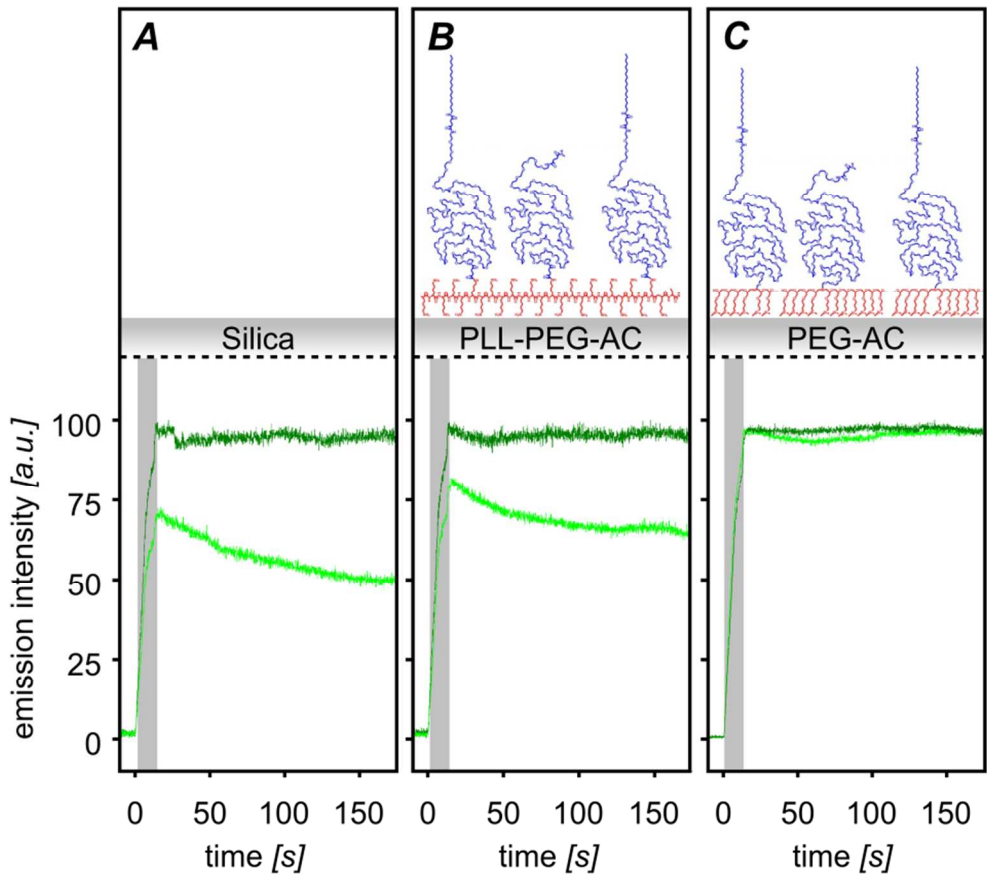 A B C
Silica PLL-PEG-AC PEG-AC
emission intensity [a.u.]
100
75
50
25
0
0 50 100 150 0 50 100 150 0 50 100 150
time [s] time [s] time [s]